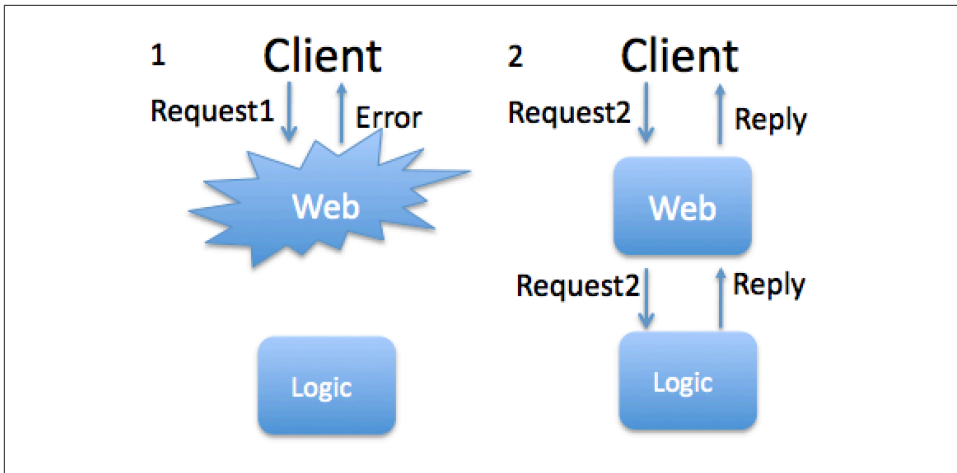 1
Client
Request1
Error
Web
Logic
2
Client
Request2
Reply
Web
Request2
Reply
Logic